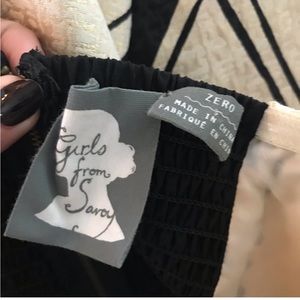 Girls
from
Savoy
ZERO
MADE IN CHINA
FABRIQUÉ EN CHINE